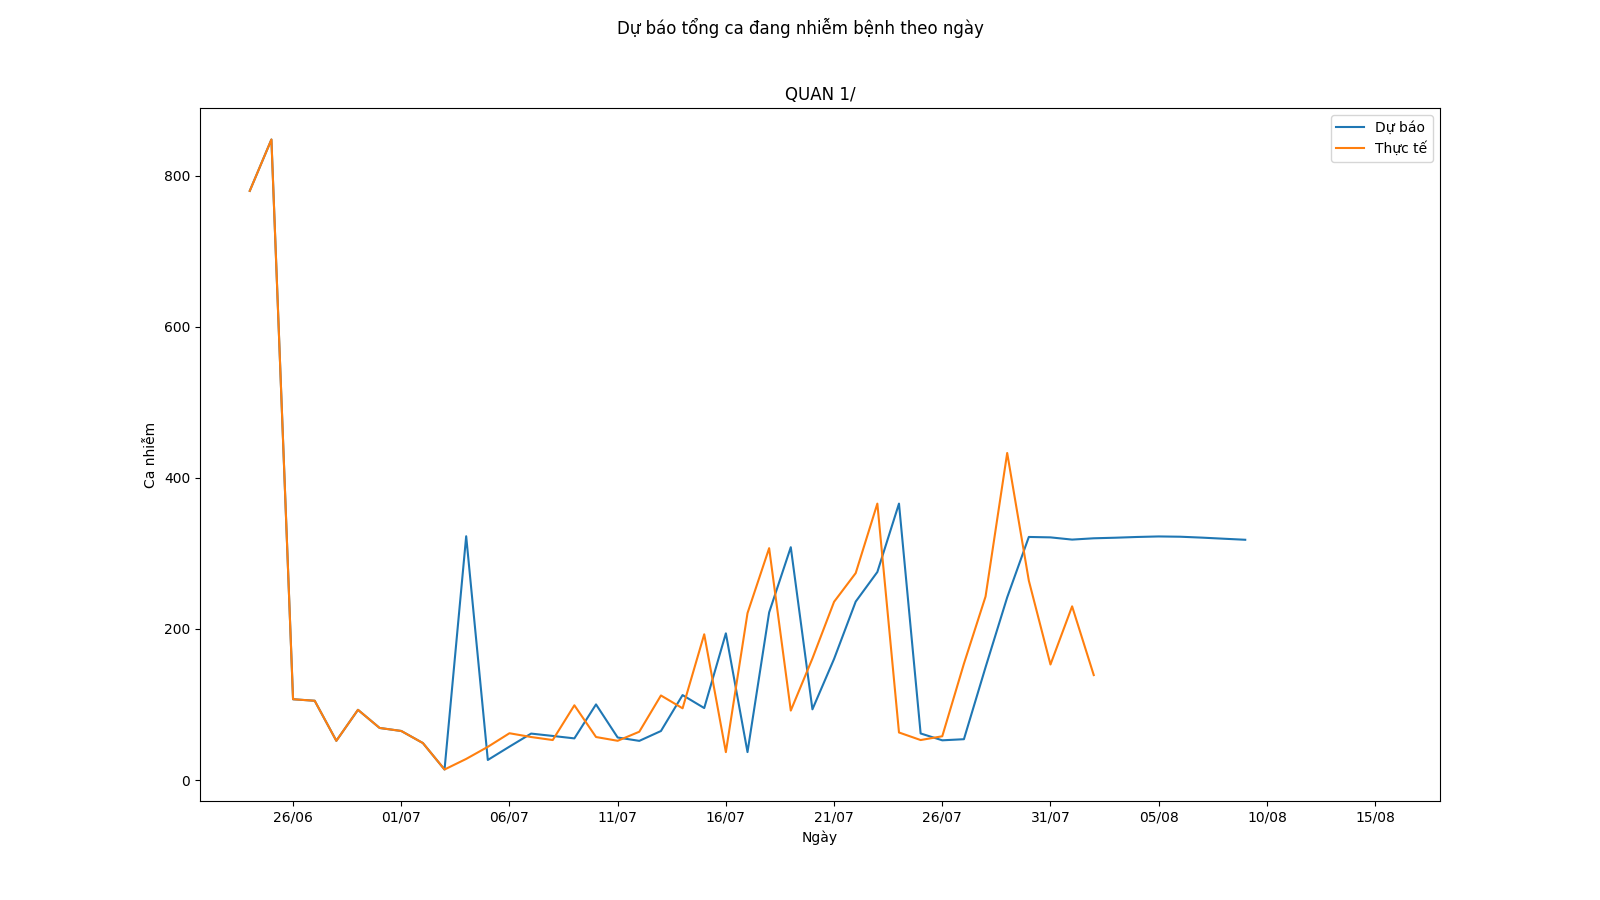 Dự báo tổng ca đang nhiễm bệnh theo ngày
QUAN 1/
Dự báo
Thực tế
Ca nhiễm
800
600
400
200
0
26/06 01/07 06/07 11/07 16/07 21/07 26/07 31/07 05/08 10/08 15/08
Ngày